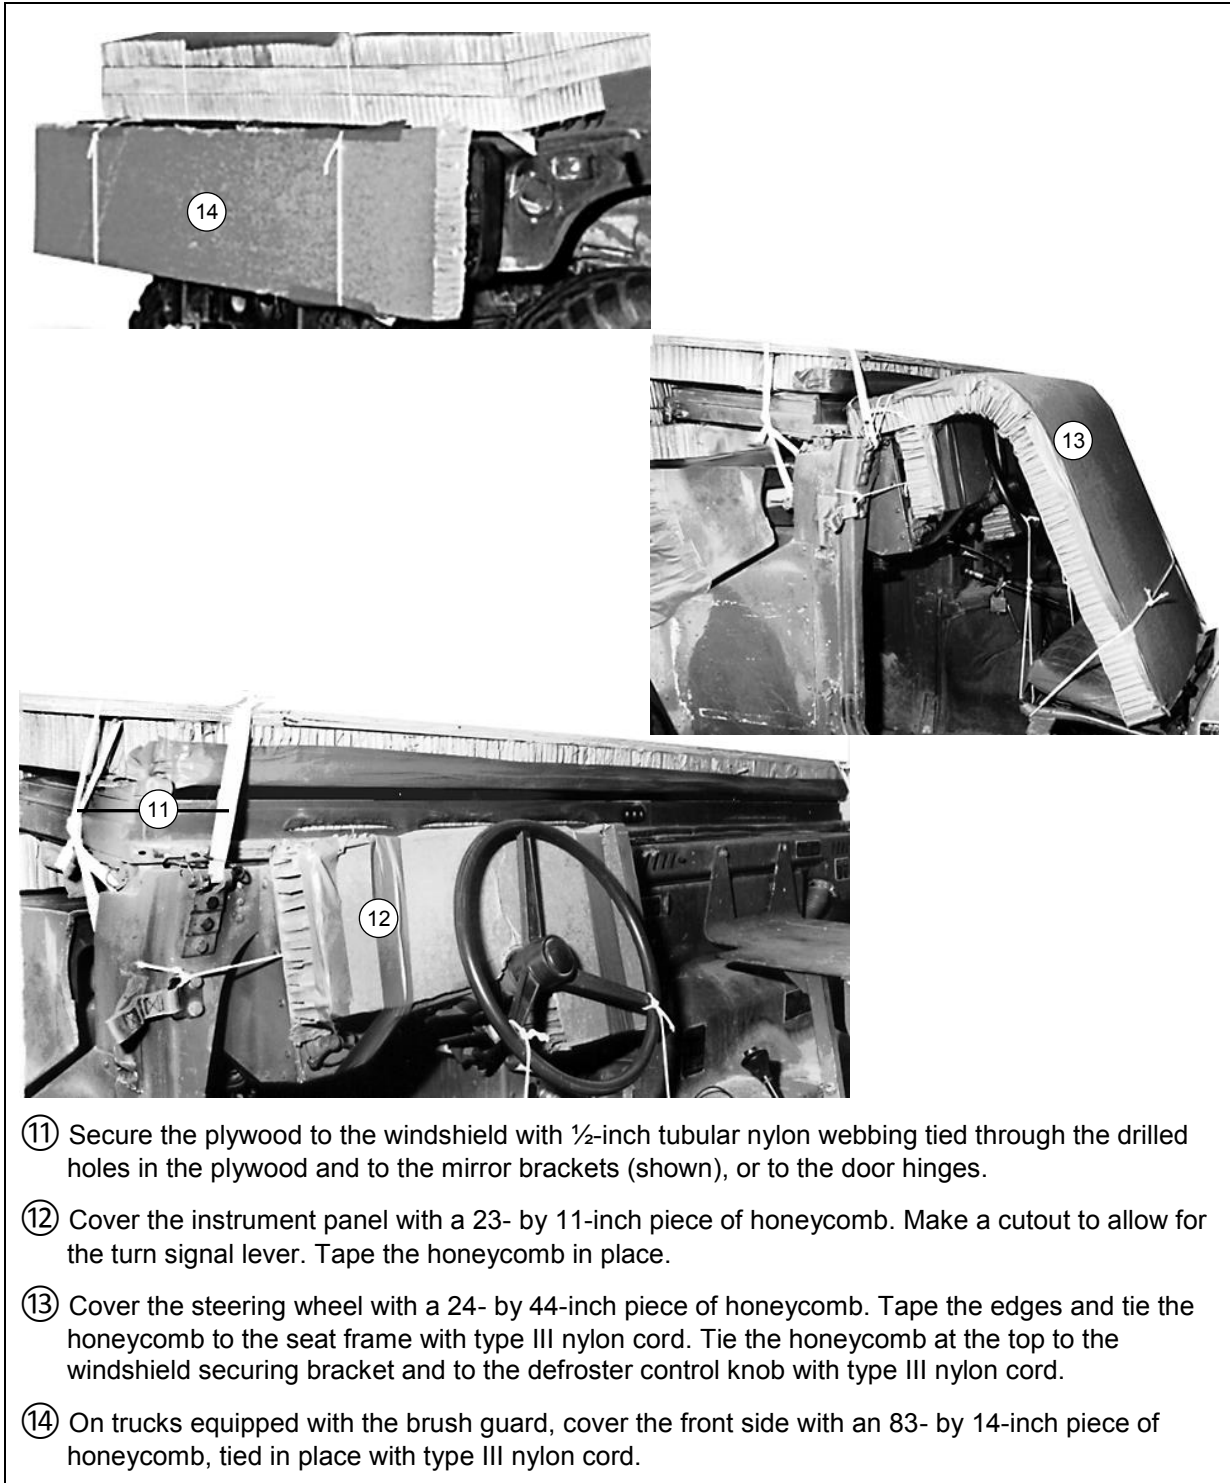 14
13
11
12
⑪ Secure the plywood to the windshield with ½-inch tubular nylon webbing tied through the drilled
holes in the plywood and to the mirror brackets (shown), or to the door hinges.
⑫ Cover the instrument panel with a 23- by 11-inch piece of honeycomb. Make a cutout to allow for
the turn signal lever. Tape the honeycomb in place.
⑬ Cover the steering wheel with a 24- by 44-inch piece of honeycomb. Tape the edges and tie the
honeycomb to the seat frame with type III nylon cord. Tie the honeycomb at the top to the
windshield securing bracket and to the defroster control knob with type III nylon cord.
⑭ On trucks equipped with the brush guard, cover the front side with an 83- by 14-inch piece of
honeycomb, tied in place with type III nylon cord.